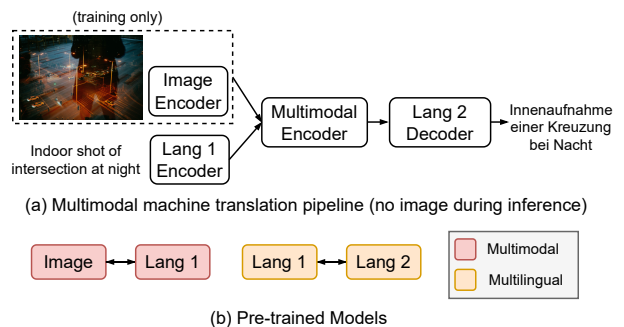 (training only)
Image
Encoder
Indoor shot of
intersection at night
Lang 1
Encoder
Multimodal
Encoder
Lang 2
Decoder
Innenaufnahme
einer Kreuzung
bei Nacht
(a) Multimodal machine translation pipeline (no image during inference)
Image
Lang 1
Lang 1
Lang 2
Multimodal
Multilingual
(b) Pre-trained Models